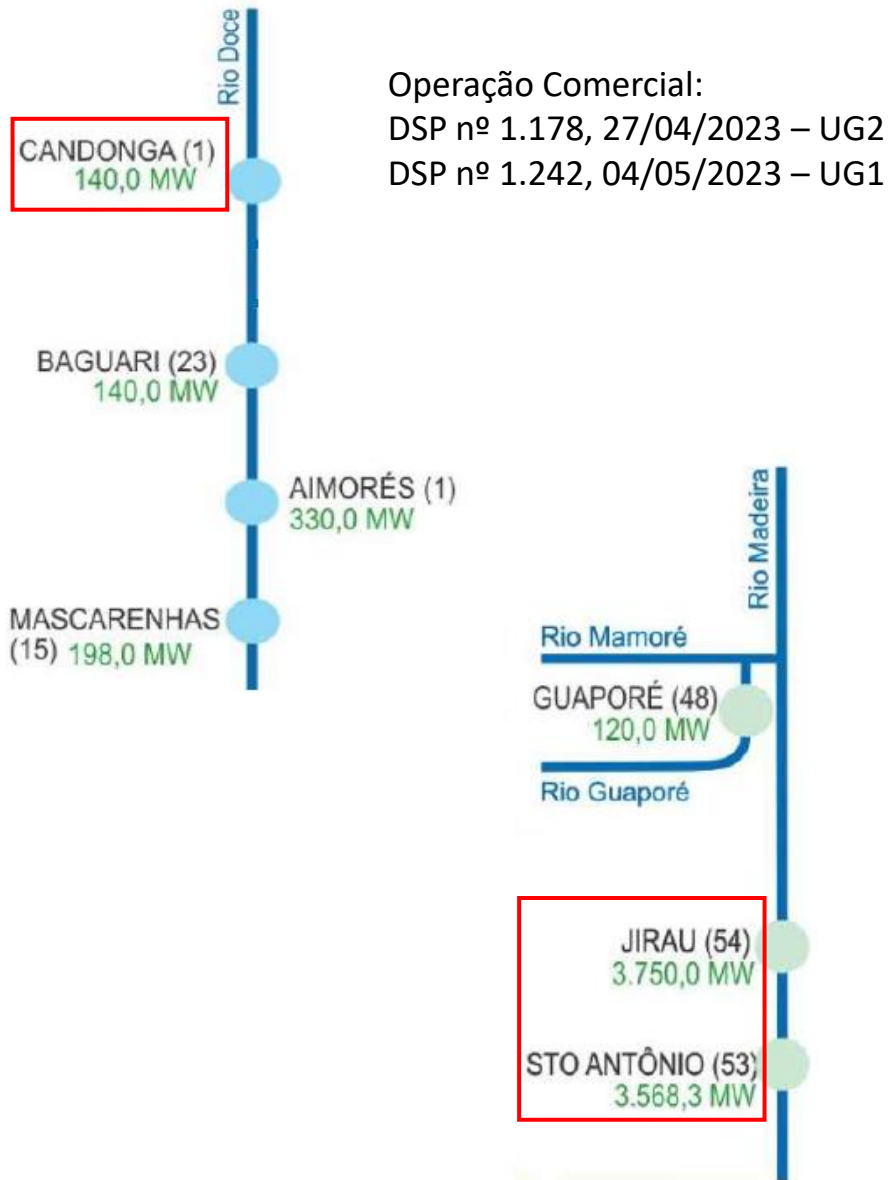 Rio Doce
Operação Comercial:
DSP nº 1.178, 27/04/2023 – UG2
DSP nº 1.242, 04/05/2023 – UG1
CANDONGA (1)
140,0 MW
BAGUARI (23)
140,0 MW
AIMORÉS (1)
330,0 MW
MASCARENHAS
(15) 198,0 MW
Rio Madeira
Rio Mamoré
GUAPORÉ (48)
120,0 MW
Rio Guaporé
JIRAU (54)
3.750,0 MW
STO ANTÔNIO (53)
3.568,3 MW